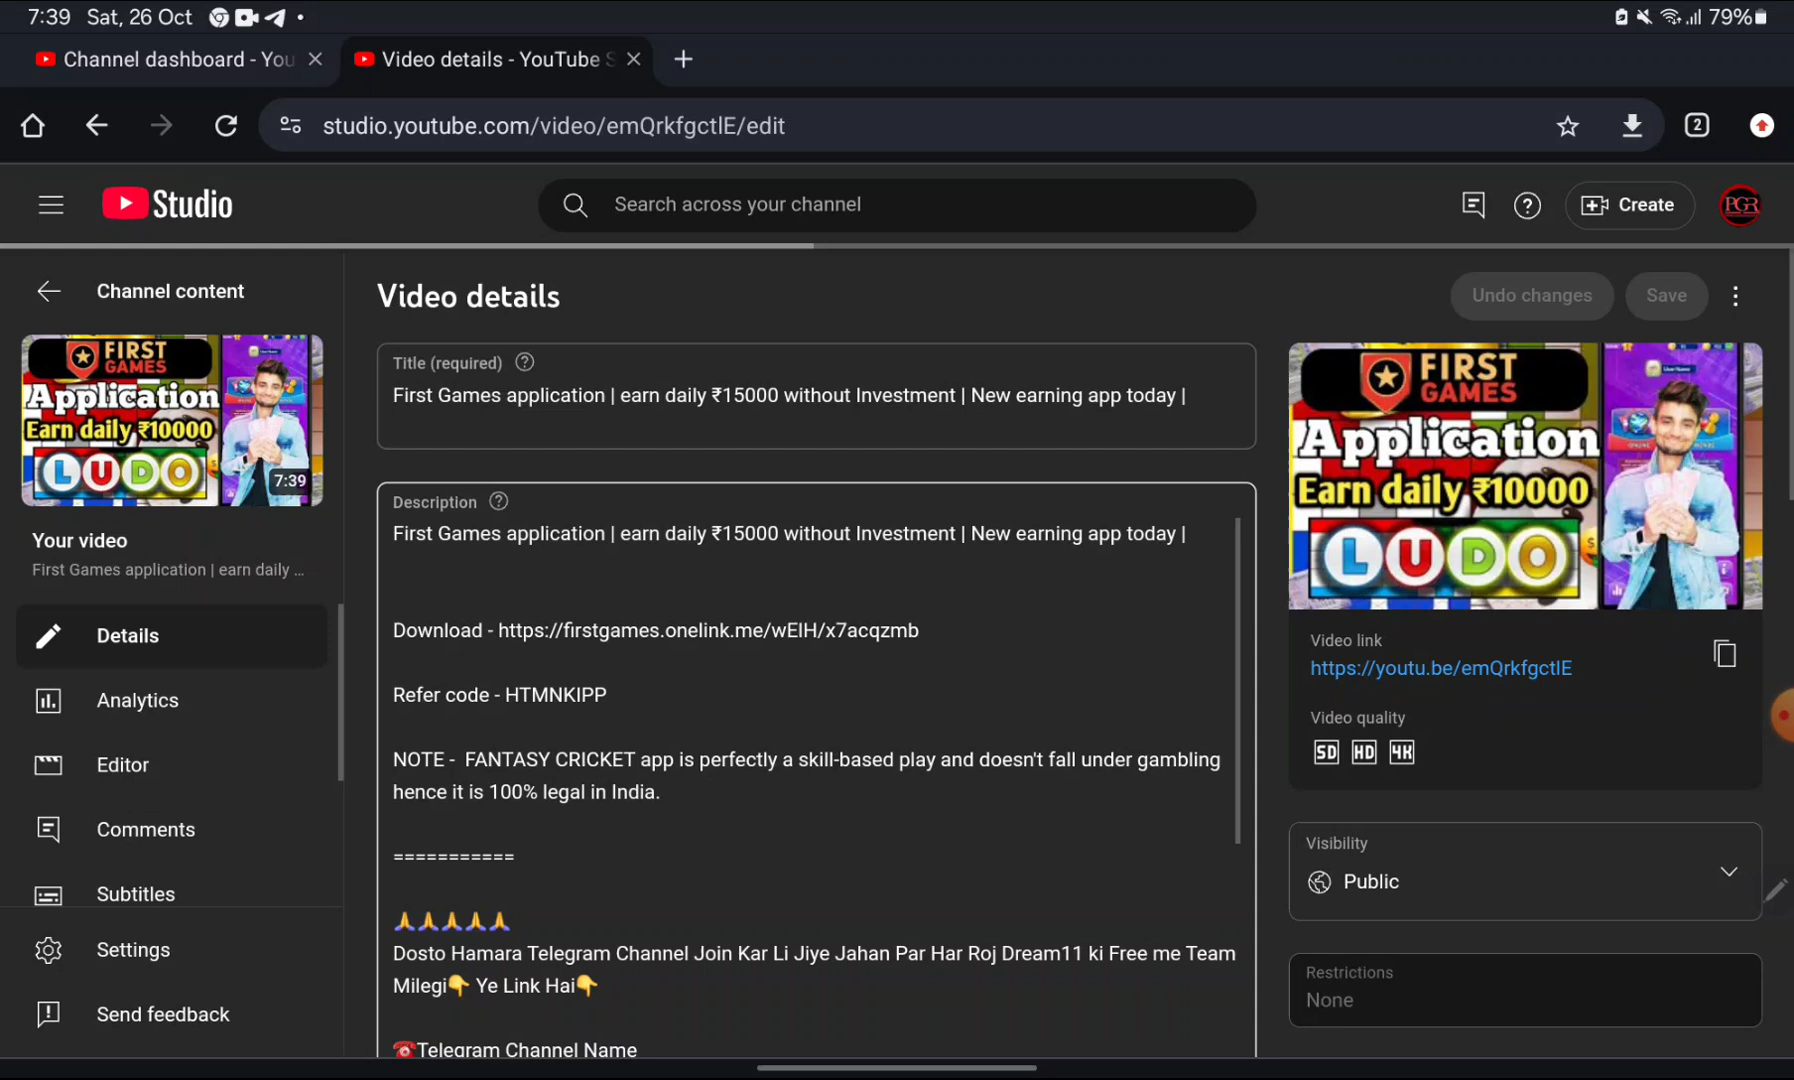 7:39 Sat, 26 Oct
79%
Channel dashboard - You
Video details - YouTube S
studio.youtube.com/video/emQrkfgctlE/edit
2
Studio
Search across your channel
Create
PGR
Channel content
Video details
Undo changes
Save
FIRST
GAMES
Application
Earn daily ₹10000
LUDO
7:39
Your video
First Games application | earn daily ...
Details
Analytics
Editor
Comments
Subtitles
Settings
Send feedback
Title (required)
First Games application | earn daily ₹15000 without Investment | New earning app today |
Description
First Games application | earn daily ₹15000 without Investment | New earning app today |
Download - https://firstgames.onelink.me/wElH/x7acqzmb
Refer code - HTMNKIPP
NOTE -  FANTASY CRICKET app is perfectly a skill-based play and doesn't fall under gambling
hence it is 100% legal in India.
===========
🙏🙏🙏🙏🙏
Dosto Hamara Telegram Channel Join Kar Li Jiye Jahan Par Har Roj Dream11 ki Free me Team
Milegi👇 Ye Link Hai👇
☎️Telegram Channel Name
FIRST
GAMES
User Name
Application
Earn daily ₹10000
LUDO
Video link
https://youtu.be/emQrkfgctlE
Video quality
SD HD 4K
Visibility
Public
Restrictions
None